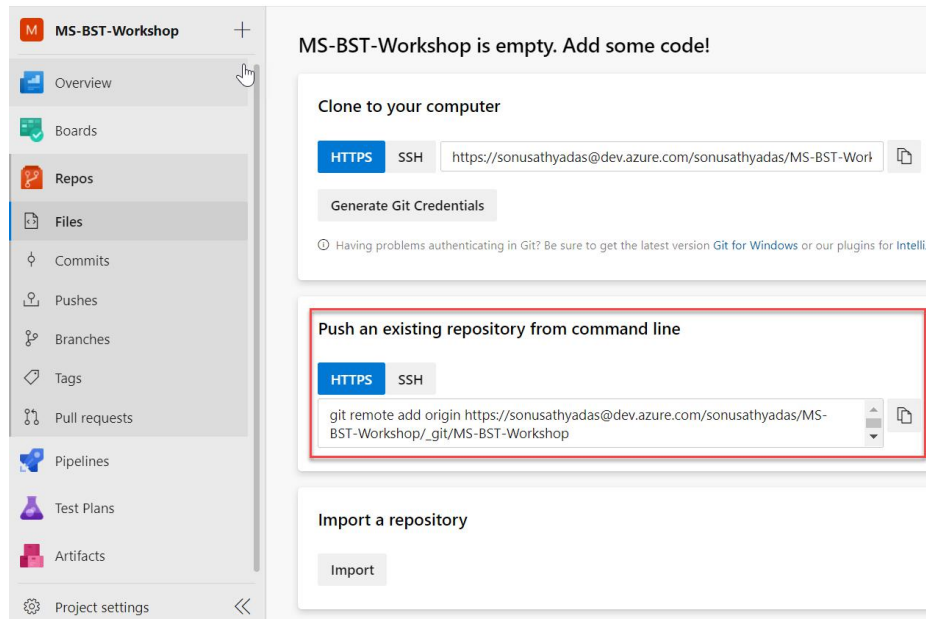 M MS-BST-Workshop
Overview
Boards
Repos
Files
Commits
Pushes
Branches
Tags
Pull requests
Pipelines
Test Plans
Artifacts
Project settings
MS-BST-Workshop is empty. Add some code!
Clone to your computer
HTTPS SSH https://sonusathyadas@dev.azure.com/sonusathyadas/MS-BST-Work
Generate Git Credentials
Having problems authenticating in Git? Be sure to get the latest version Git for Windows or our plugins for Intelli
Push an existing repository from command line
HTTPS SSH
git remote add origin https://sonusathyadas@dev.azure.com/sonusathyadas/MS-
BST-Workshop/_git/MS-BST-Workshop
Import a repository
Import